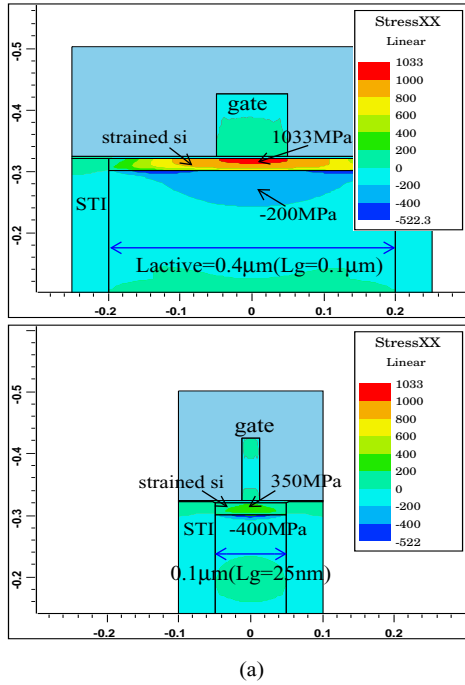 StressXX
Linear
1033
1000
800
600
400
200
0
-200
-400
-522.3
-0.5
-0.4
-0.3
-0.2
gate
strained si
1033MPa
STI
-200MPa
Lactive=0.4μm(Lg=0.1μm)
-0.2
-0.1
0
0.1
0.2
StressXX
Linear
1033
1000
800
600
400
200
0
-200
-400
-522
-0.5
-0.4
-0.3
-0.2
gate
strained si
350MPa
STI
-400MPa
0.1μm(Lg=25nm)
-0.2
-0.1
0
0.1
0.2
(a)